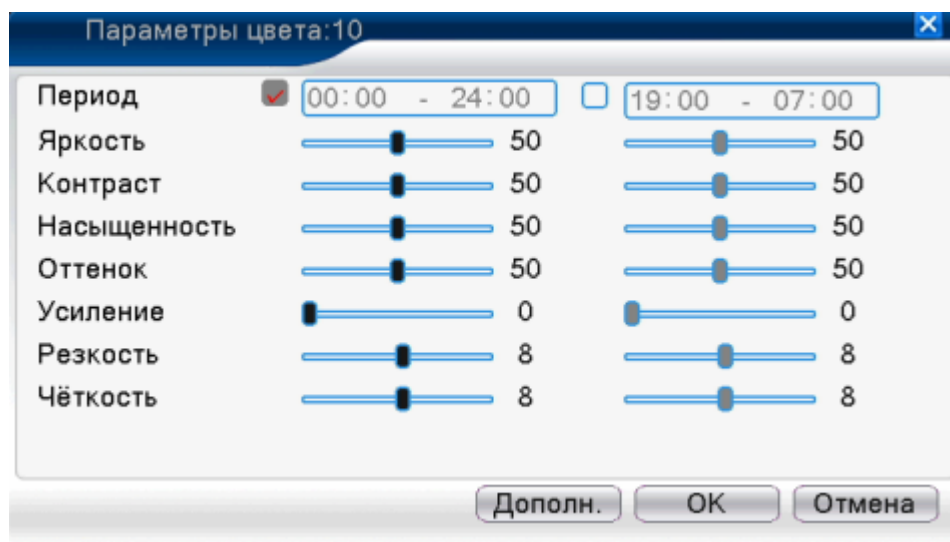 Параметры цвета:10
Период 00:00 - 24:00 19:00 - 07:00
Яркость 50 50
Контраст 50 50
Насыщенность 50 50
Оттенок 50 50
Усиление 0 0
Резкость 8 8
Чёткость 8 8
Дополн. OK Отмена